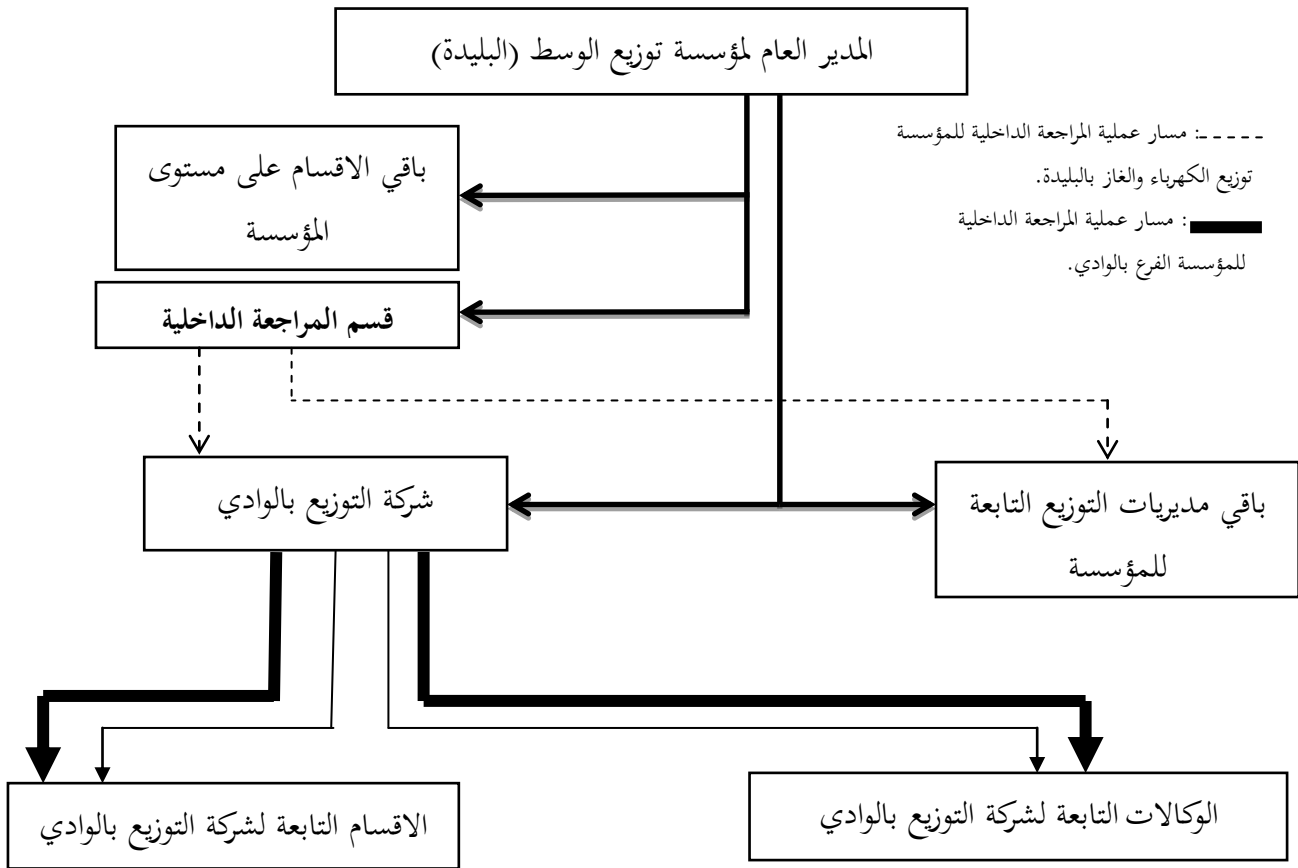 المدير العام لمؤسسة توزيع الوسط (البليدة)
-----: مسار عملية المراجعة الداخلية للمؤسسة
توزيع الكهرباء والغاز بالبليدة.
: مسار عملية المراجعة الداخلية
للمؤسسة الفرع بالوادي.
باقي الاقسام على مستوى
المؤسسة
قسم المراجعة الداخلية
شركة التوزيع بالوادي
باقي مديريات التوزيع التابعة
للمؤسسة
الوكالات التابعة لشركة التوزيع بالوادي
الاقسام التابعة لشركة التوزيع بالوادي